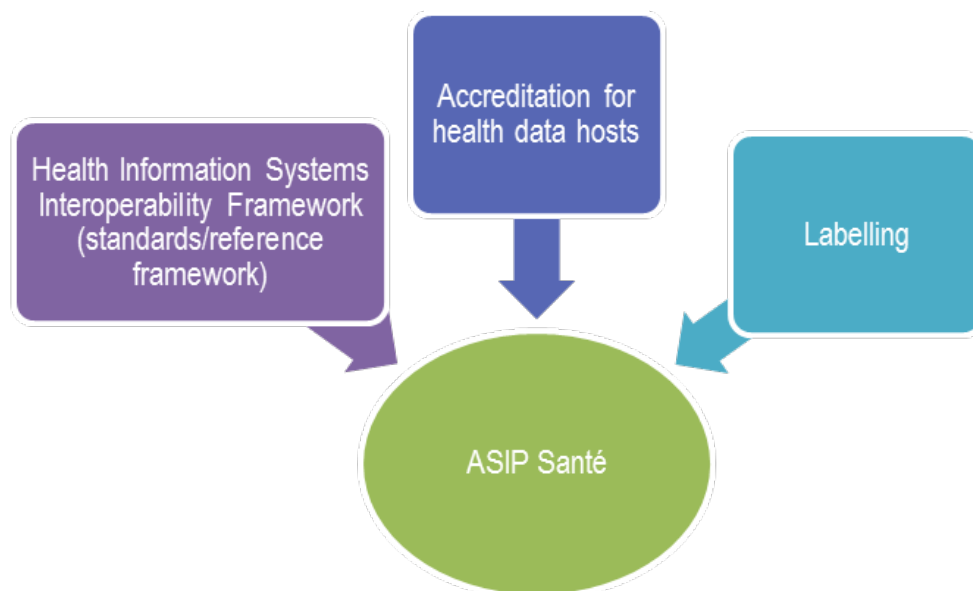 Accreditation for
health data hosts
Health Information Systems
Interoperability Framework
(standards/reference
framework)
Labelling
ASIP Santé